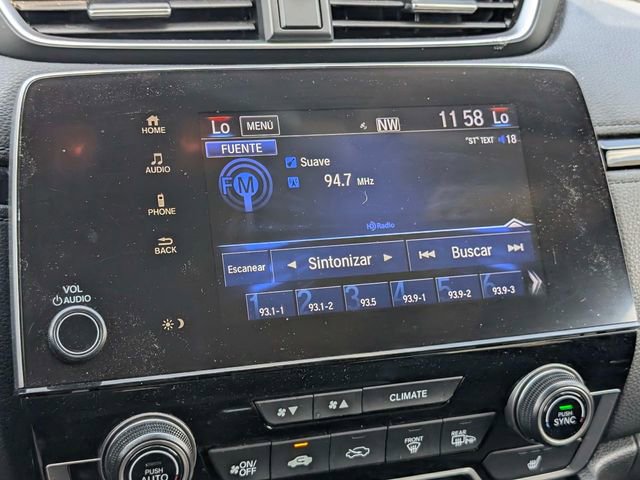 HOME
AUDIO
PHONE
BACK
VOL
AUDIO
Lo MENÚ NW 11 58 Lo
FUENTE "ST" TEXT 18
FM Suave
94.7 MHz
HD Radio
Escanear Sintonizar Buscar
1 93.1-1 2 93.1-2 3 93.5 4 93.9-1 5 93.9-2 6 93.9-3
CLIMATE
ON/OFF FRONT REAR
PUSH AUTO
PUSH SYNC